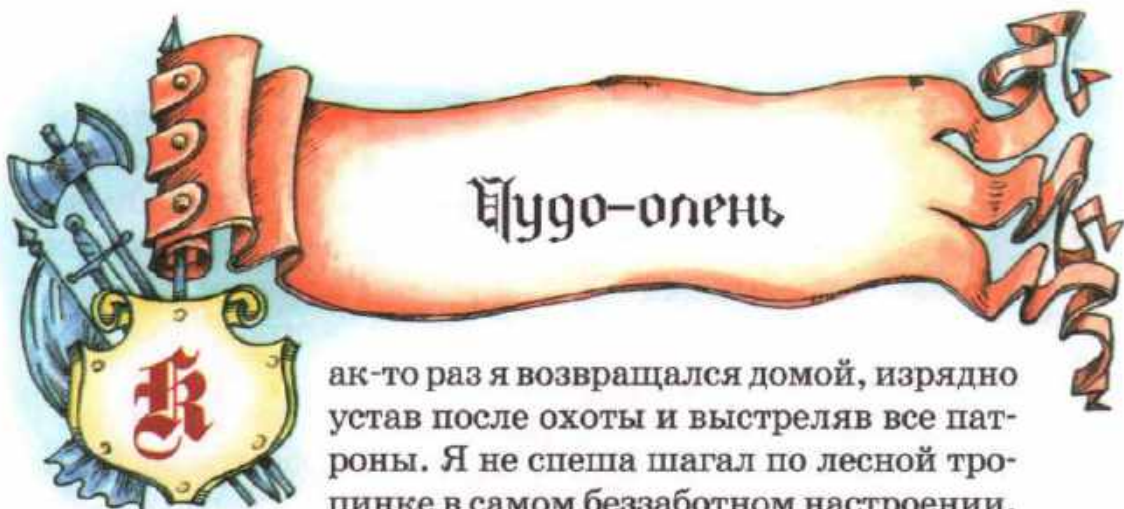 Чудо-олень
Как-то раз я возвращался домой, изрядно
устав после охоты и выстреляв все пат-
роны. Я не спеша шагал по лесной тро-
пинке в самом беззаботном настроении,